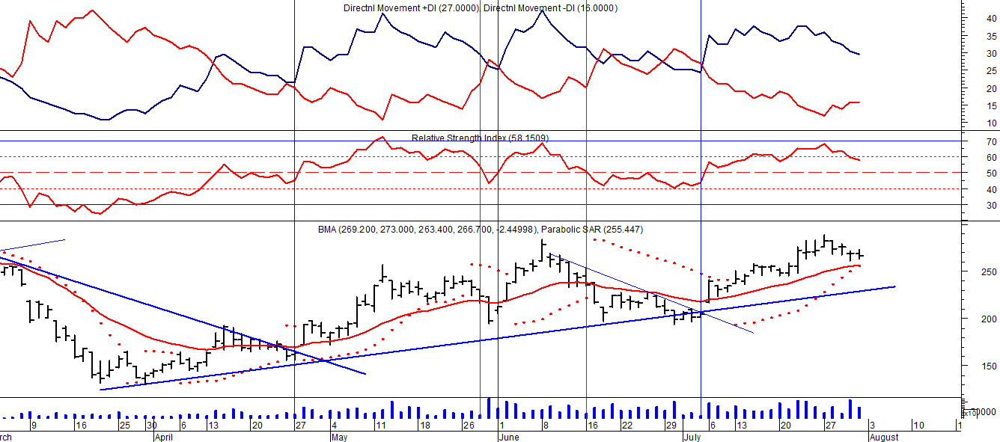 Directnl Movement +DI (27.0000), Directnl Movement -DI (16.0000)
40
35
30
25
20
15
10
Relative Strength Index (58.1509)
70
60
50
40
30
BMA (269.200, 273.000, 263.400, 266.700, -2.44998), Parabolic SAR (255.447)
250
200
150
0000
x10
9 16 25 30 6 13 20 27 4 11 18 26 1 8 16 22 29 6 13 20 27 3 10 1
rch April May June July August